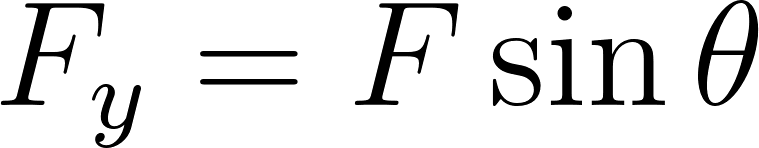 F_y = F sin θ